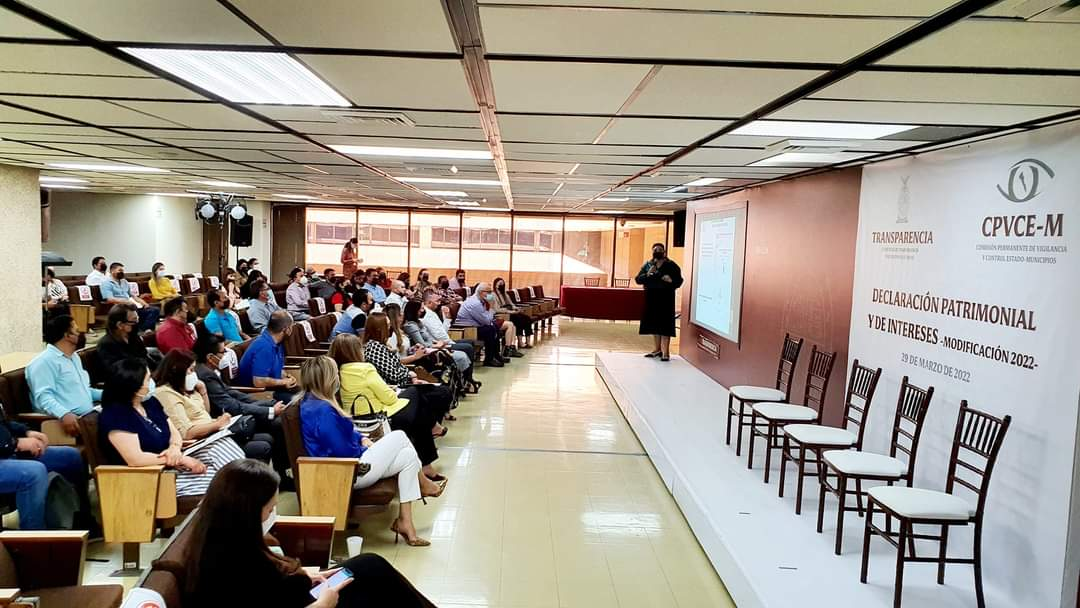 TRANSPARENCIA
CPVCE-M
COMISIÓN PERMANENTE DE VIGILANCIA
Y CONTROL ESTADO-MUNICIPIOS
DECLARACIÓN PATRIMONIAL
Y DE INTERESES -MODIFICACIÓN 2022-
29 DE MARZO DE 2022